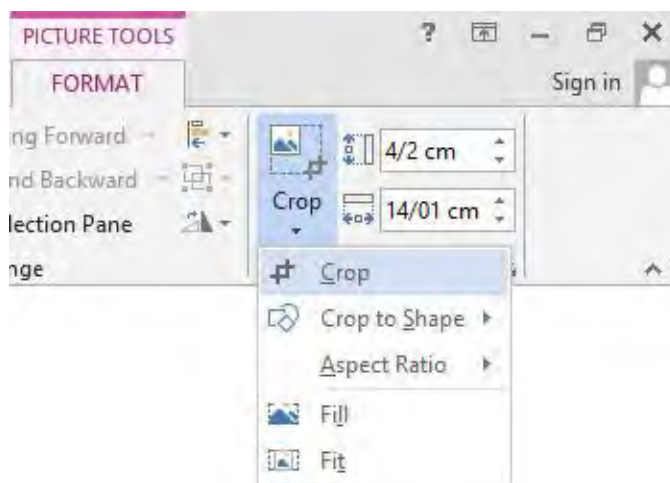 PICTURE TOOLS ?
FORMAT Sign in
ng Forward
nd Backward
lection Pane
nge
Crop
4/2 cm
14/01 cm
Crop
Crop to Shape
Aspect Ratio
Fill
Fit